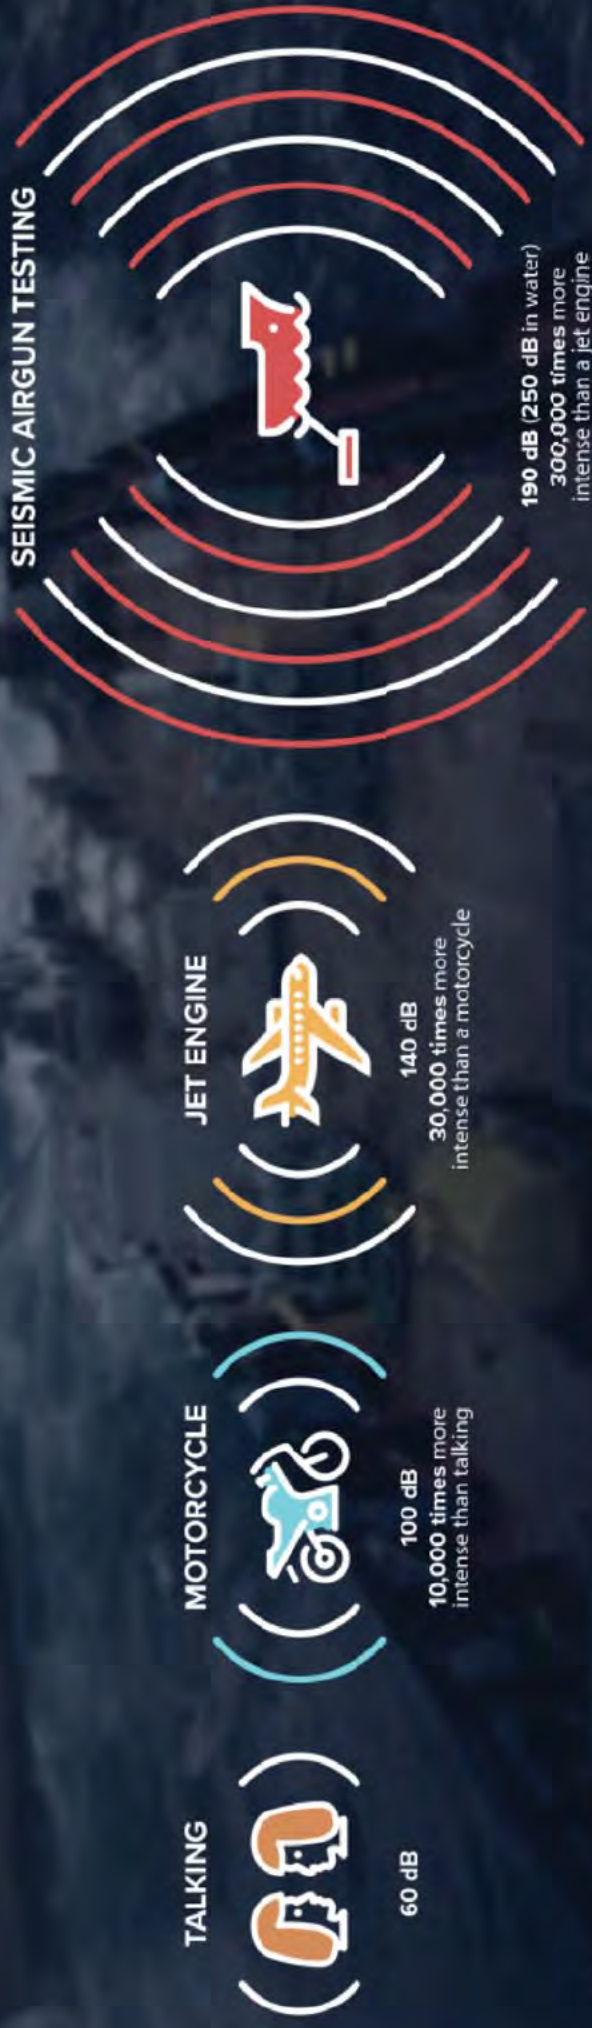 TALKING
60 dB
MOTORCYCLE
100 dB
10,000 times more
intense than talking
JET ENGINE
140 dB
30,000 times more
intense than a motorcycle
SEISMIC AIRGUN TESTING
190 dB (250 dB in water)
300,000 times more
intense than a jet engine